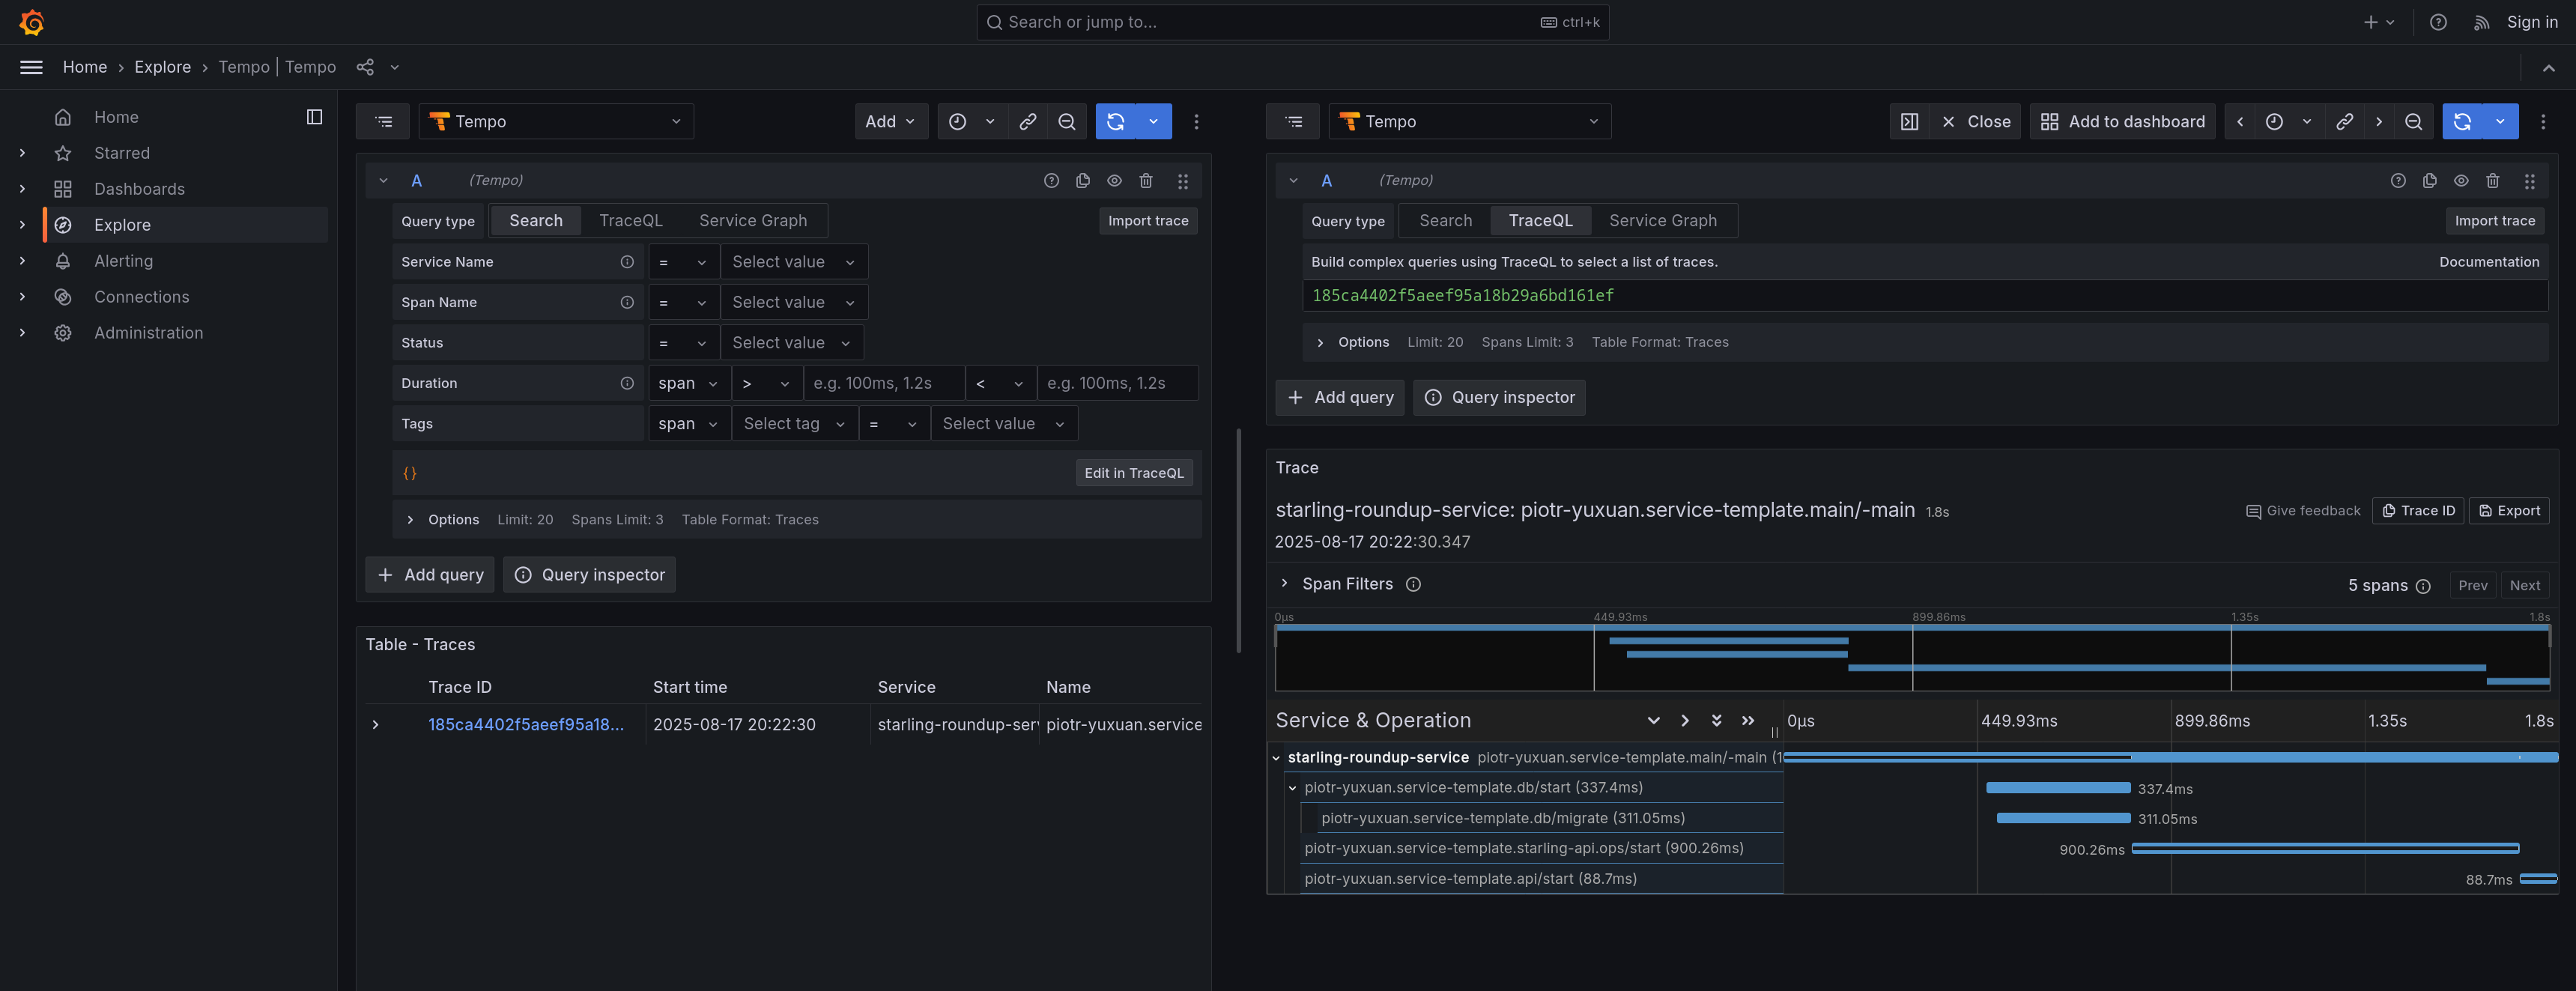 Search or jump to...
ctrl+k
Sign in
Home
Explore
Tempo | Tempo
Home
Starred
Dashboards
Explore
Alerting
Connections
Administration
Tempo
Add
A
(Tempo)
Query type
Search
TraceQL
Service Graph
Import trace
Service Name
=
Select value
Span Name
=
Select value
Status
=
Select value
Duration
span
>
e.g. 100ms, 1.2s
<
e.g. 100ms, 1.2s
Tags
span
Select tag
=
Select value
{}
Edit in TraceQL
Options
Limit: 20
Spans Limit: 3
Table Format: Traces
Add query
Query inspector
Table - Traces
Trace ID
Start time
Service
Name
185ca4402f5aeef95a18...
2025-08-17 20:22:30
starling-roundup-ser
piotr-yuxuan.service
Tempo
Close
Add to dashboard
A
(Tempo)
Query type
Search
TraceQL
Service Graph
Import trace
Build complex queries using TraceQL to select a list of traces.
Documentation
185ca4402f5aeef95a18b29a6bd161ef
Options
Limit: 20
Spans Limit: 3
Table Format: Traces
Add query
Query inspector
Trace
starling-roundup-service: piotr-yuxuan.service-template.main/-main 1.8s
Give feedback
Trace ID
Export
2025-08-17 20:22:30.347
Span Filters
5 spans
Prev
Next
0μs
449.93ms
899.86ms
1.35s
1.8s
Service & Operation
0μs
449.93ms
899.86ms
1.35s
1.8s
starling-roundup-service piotr-yuxuan.service-template.main/-main (1
piotr-yuxuan.service-template.db/start (337.4ms)
337.4ms
piotr-yuxuan.service-template.db/migrate (311.05ms)
311.05ms
piotr-yuxuan.service-template.starling-api.ops/start (900.26ms)
900.26ms
piotr-yuxuan.service-template.api/start (88.7ms)
88.7ms